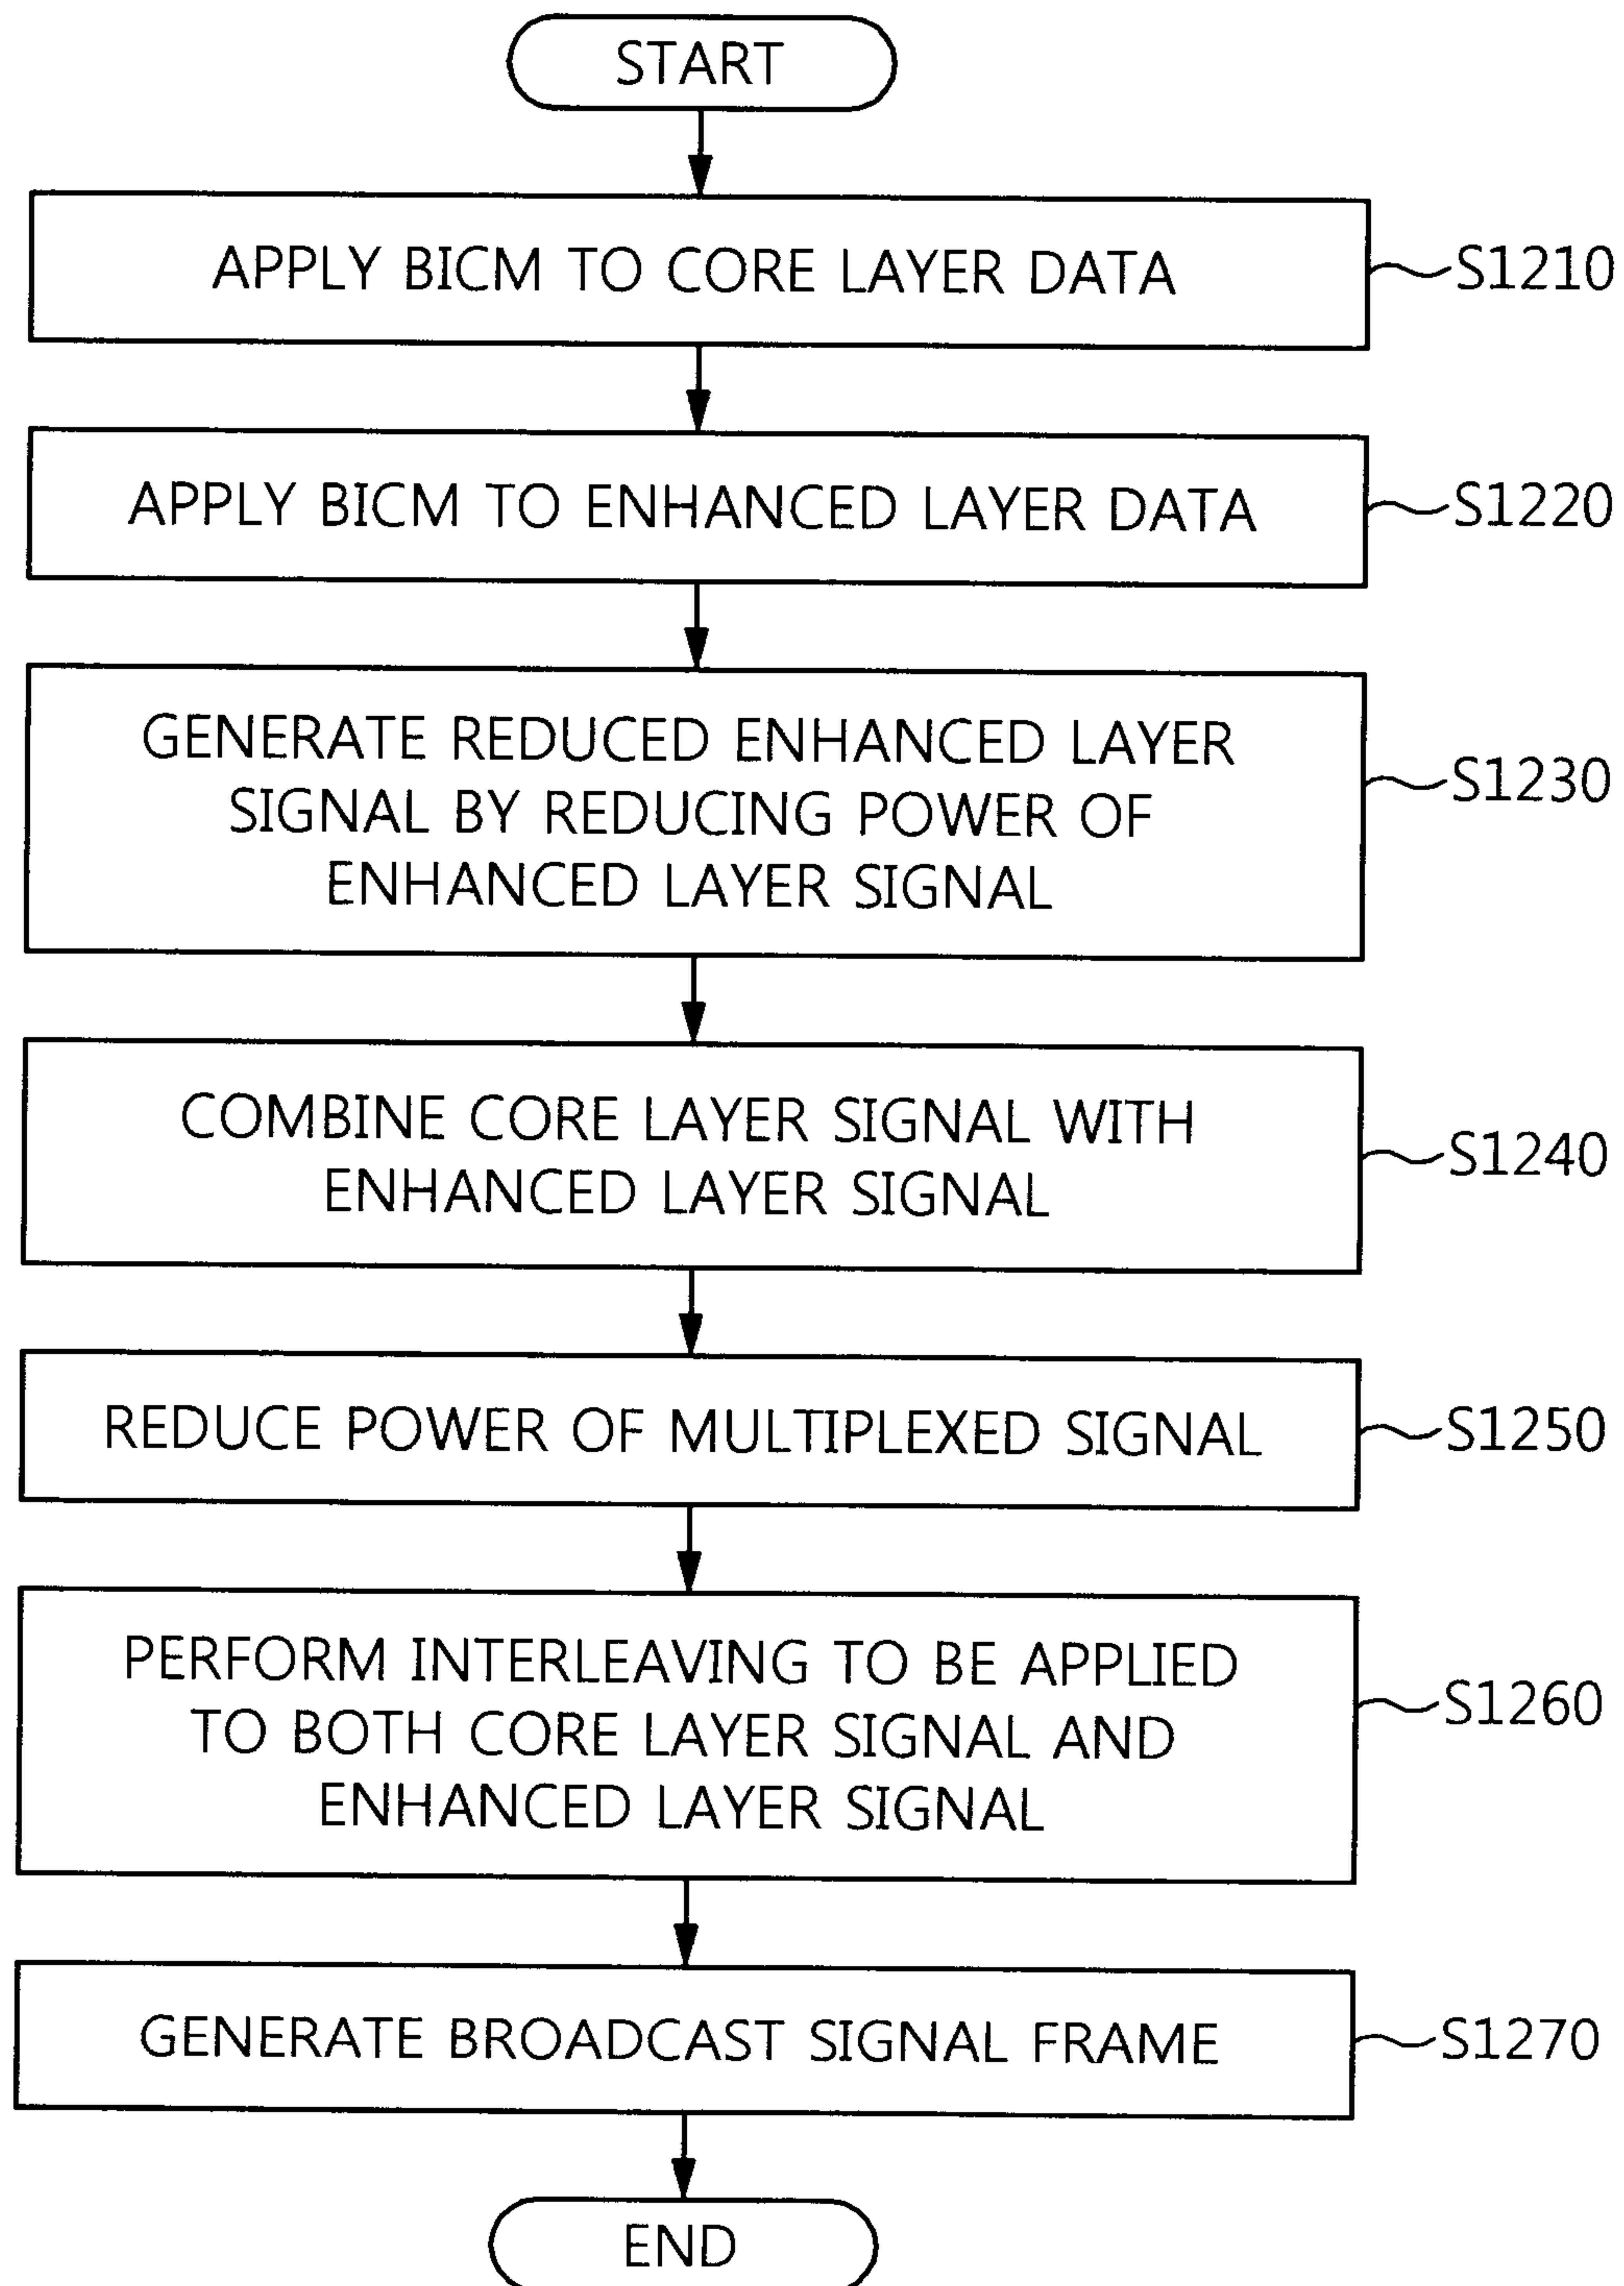 START
APPLY BICM TO CORE LAYER DATA
S1210
APPLY BICM TO ENHANCED LAYER DATA
S1220
GENERATE REDUCED ENHANCED LAYER
SIGNAL BY REDUCING POWER OF
ENHANCED LAYER SIGNAL
S1230
COMBINE CORE LAYER SIGNAL WITH
ENHANCED LAYER SIGNAL
S1240
REDUCE POWER OF MULTIPLEXED SIGNAL
S1250
PERFORM INTERLEAVING TO BE APPLIED
TO BOTH CORE LAYER SIGNAL AND
ENHANCED LAYER SIGNAL
S1260
GENERATE BROADCAST SIGNAL FRAME
S1270
END